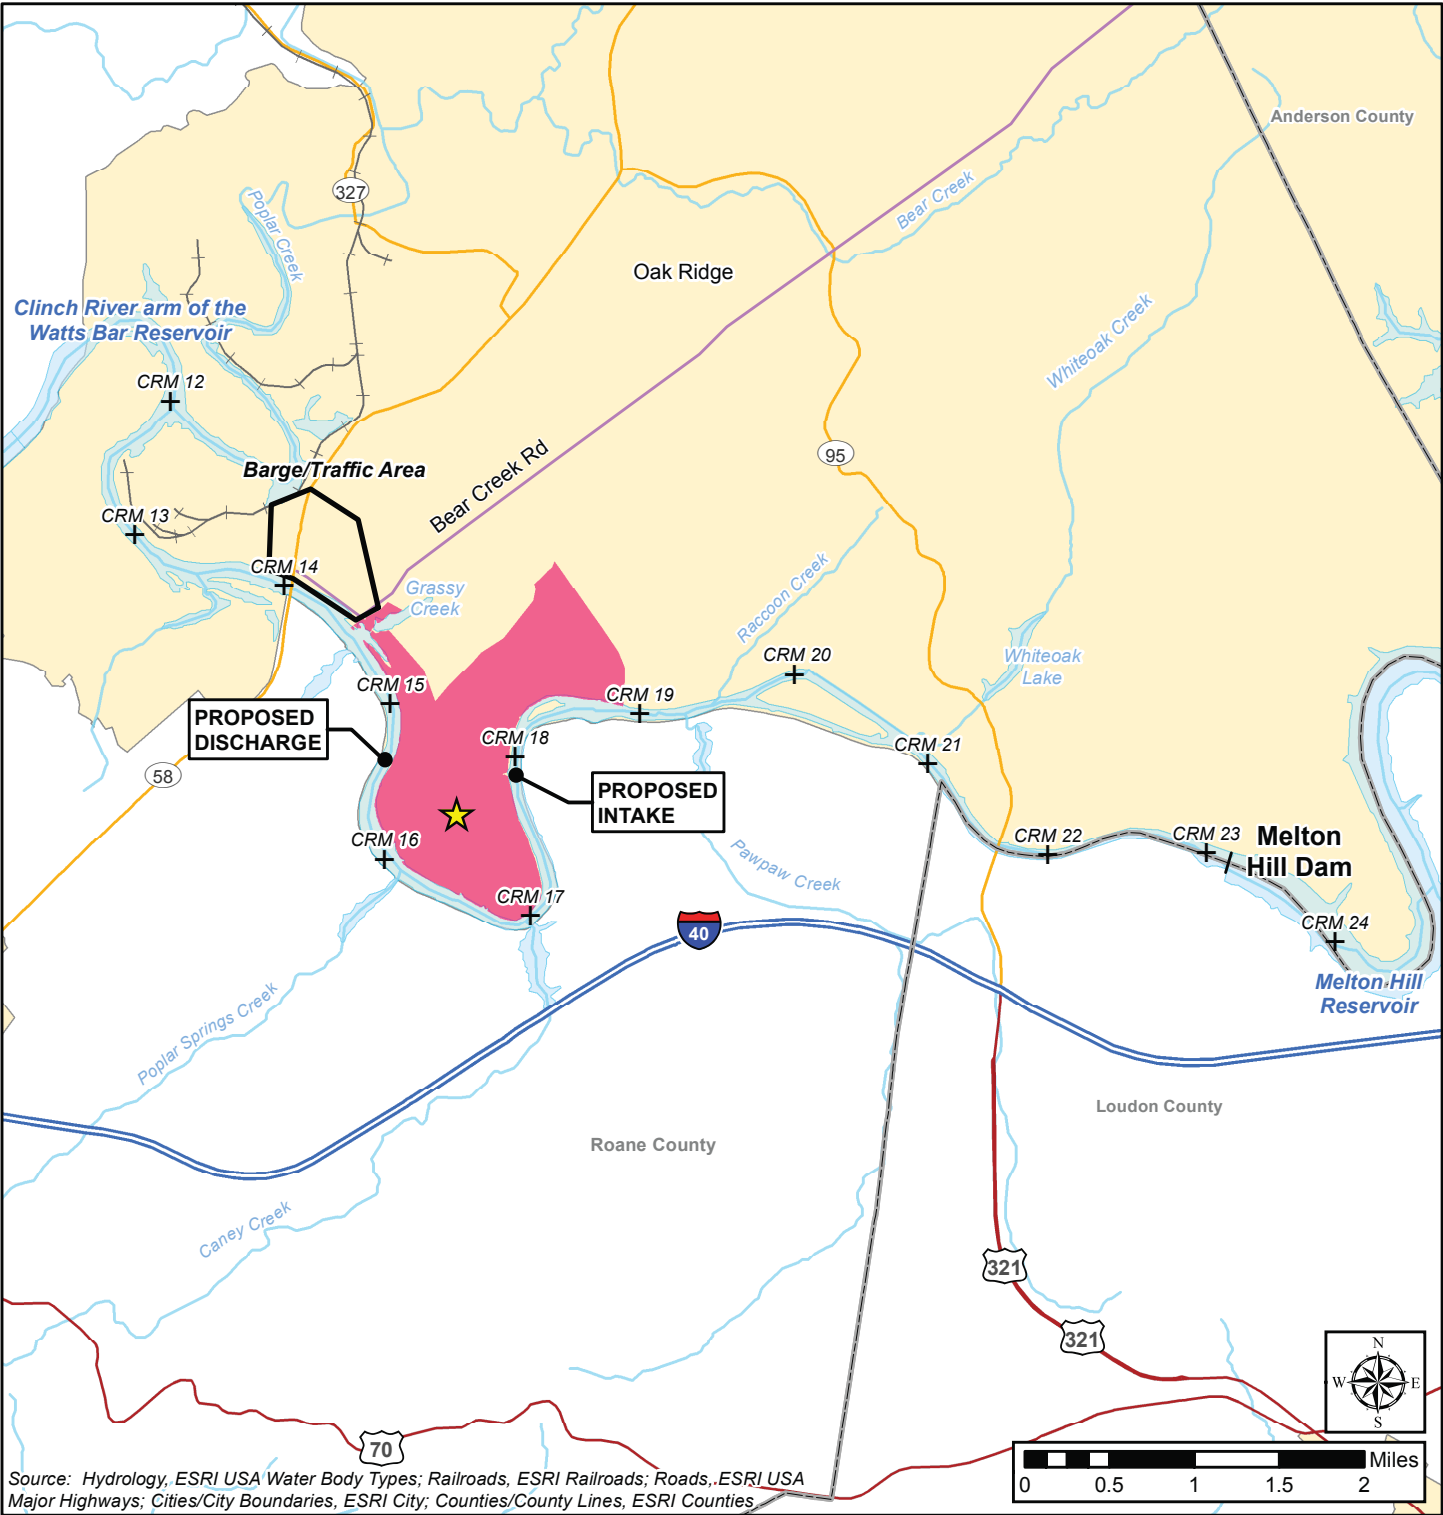 Anderson County
327
Poplar Creek
Bear Creek
Oak Ridge
Clinch River arm of the
Watts Bar Reservoir
Whiteoak Creek
CRM 12
95
Barge/Traffic Area
Bear Creek Rd
CRM 13
CRM 14
Grassy
Creek
Raccoon Creek
CRM 20
Whiteoak
Lake
CRM 15
CRM 19
PROPOSED
DISCHARGE
CRM 18
CRM 21
58
PROPOSED
INTAKE
CRM 16
Pawpaw Creek
CRM 22
CRM 23
Melton
Hill Dam
CRM 17
40
CRM 24
Melton Hill
Reservoir
Poplar Springs Creek
Loudon County
Roane County
Caney Creek
321
321
N
W
E
S
70
Miles
0
0.5
1
1.5
2
Source: Hydrology, ESRI USA Water Body Types; Railroads, ESRI Railroads; Roads, ESRI USA
Major Highways; Cities/City Boundaries, ESRI City; Counties/County Lines, ESRI Counties